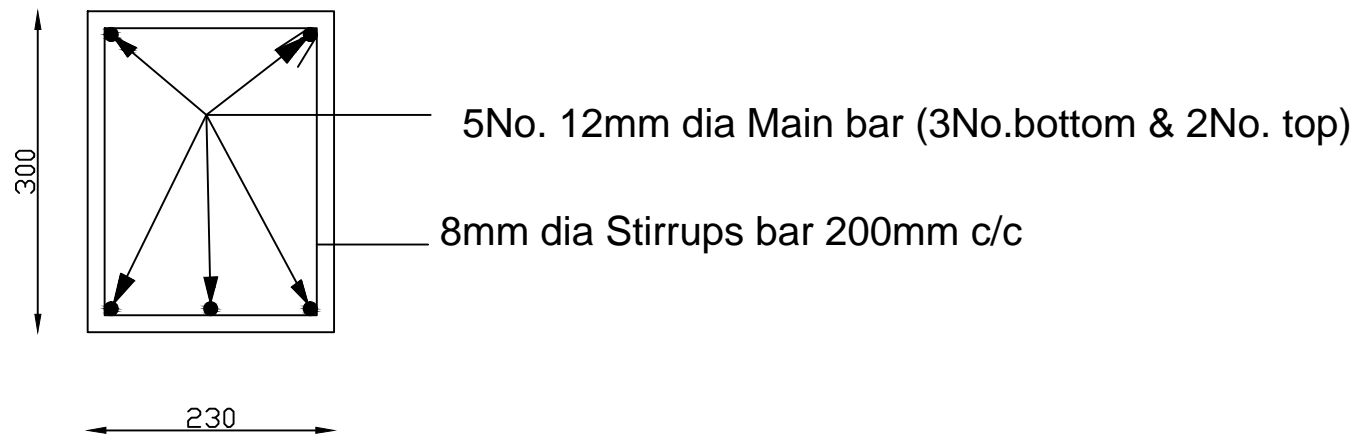 5No. 12mm dia Main bar (3No.bottom & 2No. top)
300
8mm dia Stirrups bar 200mm c/c
230